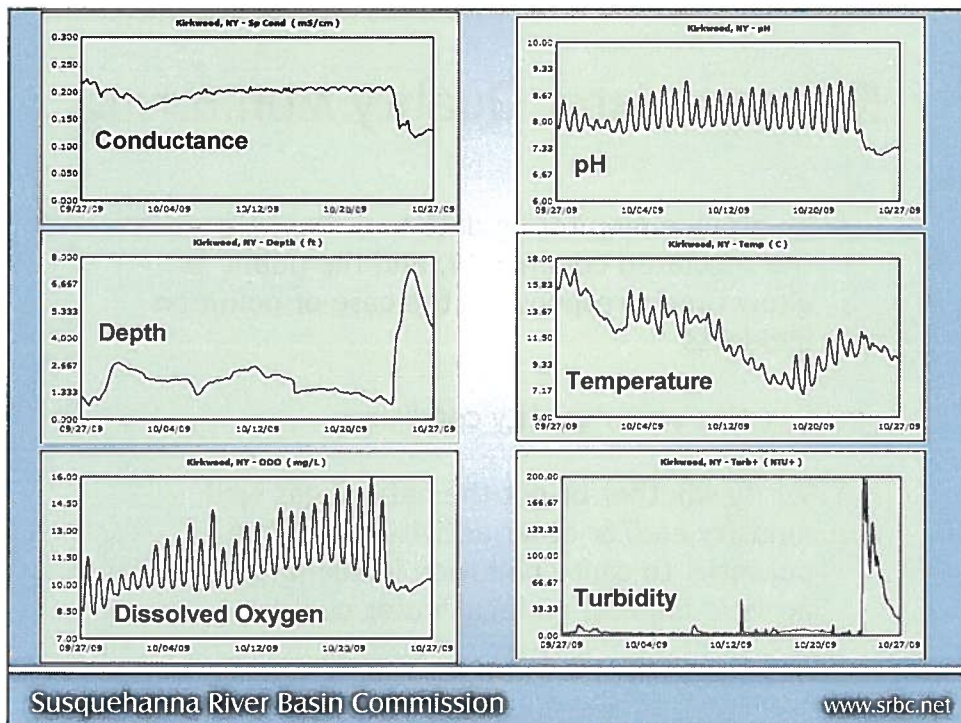 Kirkwood, NY - Sp Cond ( mS/cm )
0.300
0.250
0.200
0.150
0.100
0.050
0.000
Conductance
09/27/09 10/04/09 10/12/09 10/20/09 10/27/09
Kirkwood, NY - pH
10.00
9.33
8.67
8.00
7.33
6.67
6.00
pH
09/27/09 10/04/09 10/12/09 10/20/09 10/27/09
Kirkwood, NY - Depth ( ft )
8.000
6.667
5.333
4.000
2.667
1.333
0.000
Depth
09/27/09 10/04/09 10/12/09 10/20/09 10/27/09
Kirkwood, NY - Temp ( C )
18.00
15.83
13.67
11.50
9.33
7.17
5.00
Temperature
09/27/09 10/04/09 10/12/09 10/20/09 10/27/09
Kirkwood, NY - ODO ( mg/L )
16.00
14.50
13.00
11.50
10.00
8.50
7.00
Dissolved Oxygen
09/27/09 10/04/09 10/12/09 10/20/09 10/27/09
Kirkwood, NY - Turb+ ( NTU+ )
200.00
166.67
133.33
100.00
66.67
33.33
0.00
Turbidity
09/27/09 10/04/09 10/12/09 10/20/09 10/27/09
Susquehanna River Basin Commission
www.srbc.net